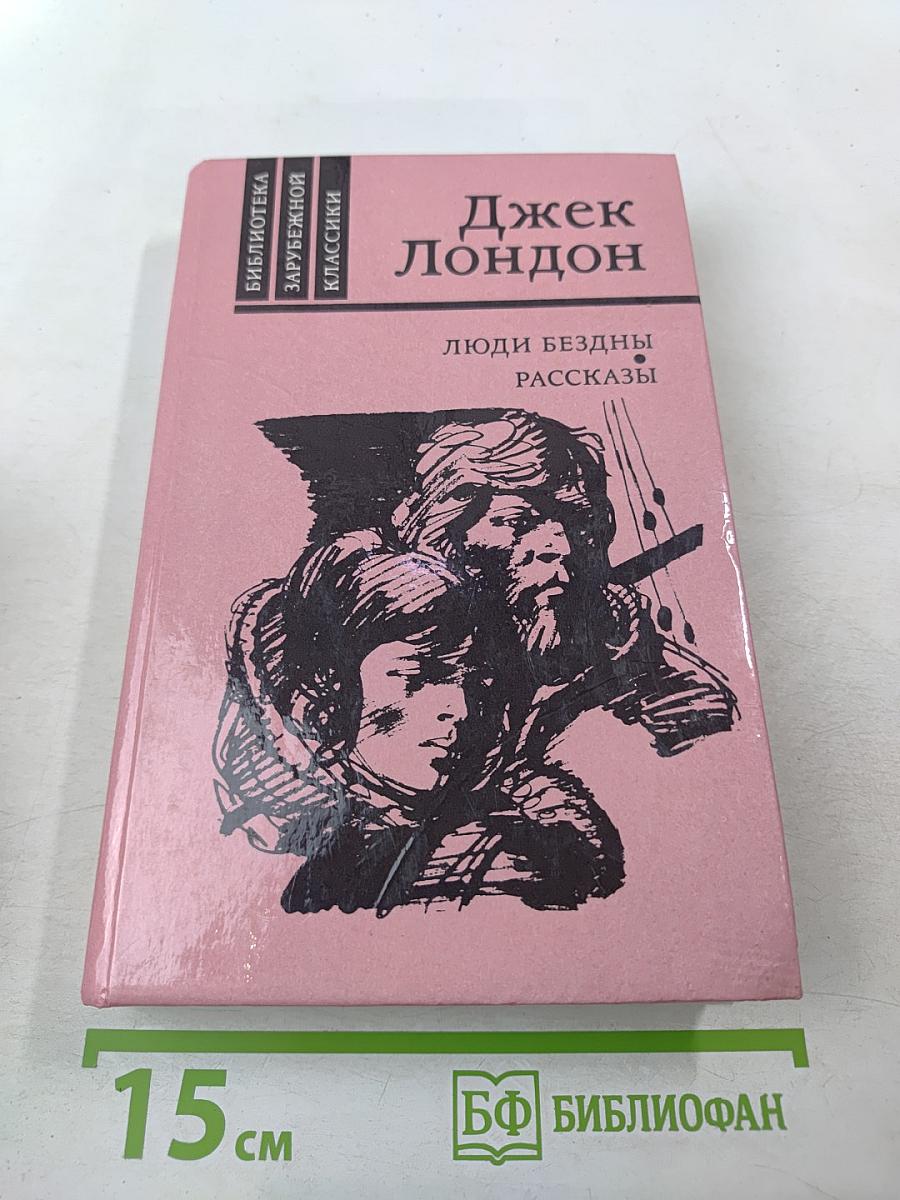 БИБЛИОТЕКА
ЗАРУБЕЖНОЙ
КЛАССИКИ
Джек
Лондон
ЛЮДИ БЕЗДНЫ
•
РАССКАЗЫ
15 см
БФ БИБЛИОФАН